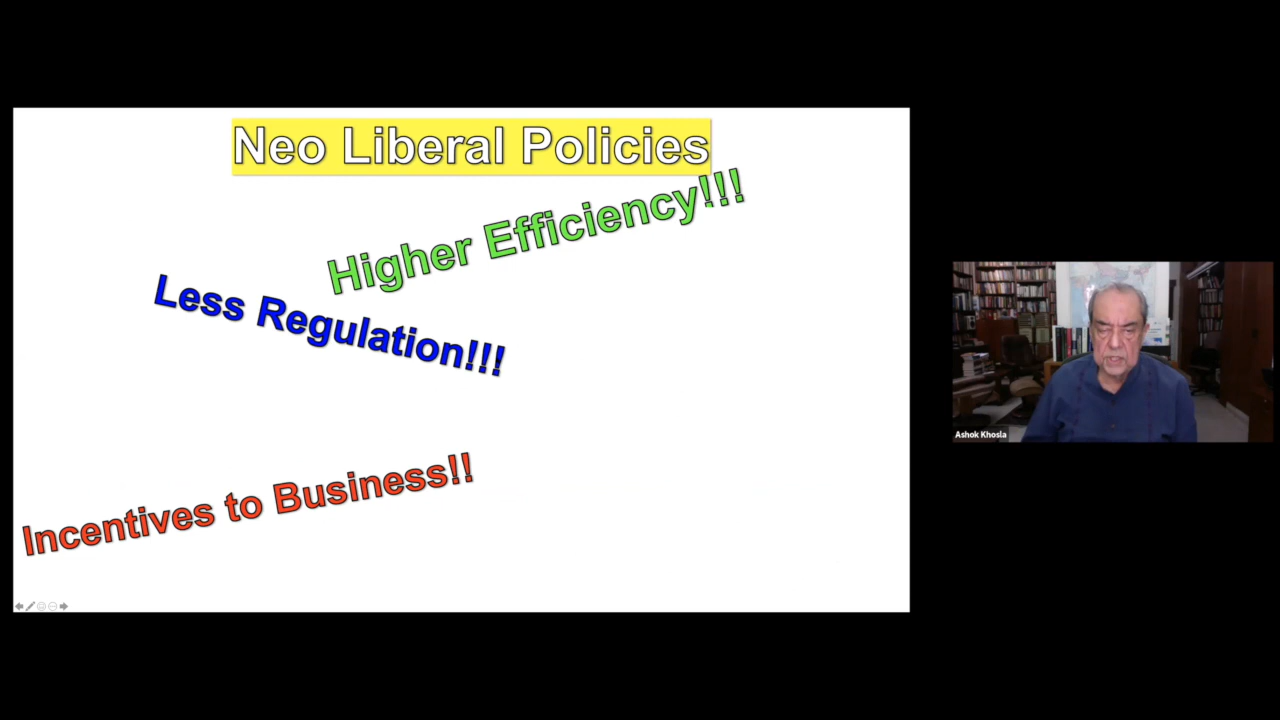 Neo Liberal Policies
Higher Efficiency!!!
Less Regulation!!!
Incentives to Business!!
Ashok Khosla